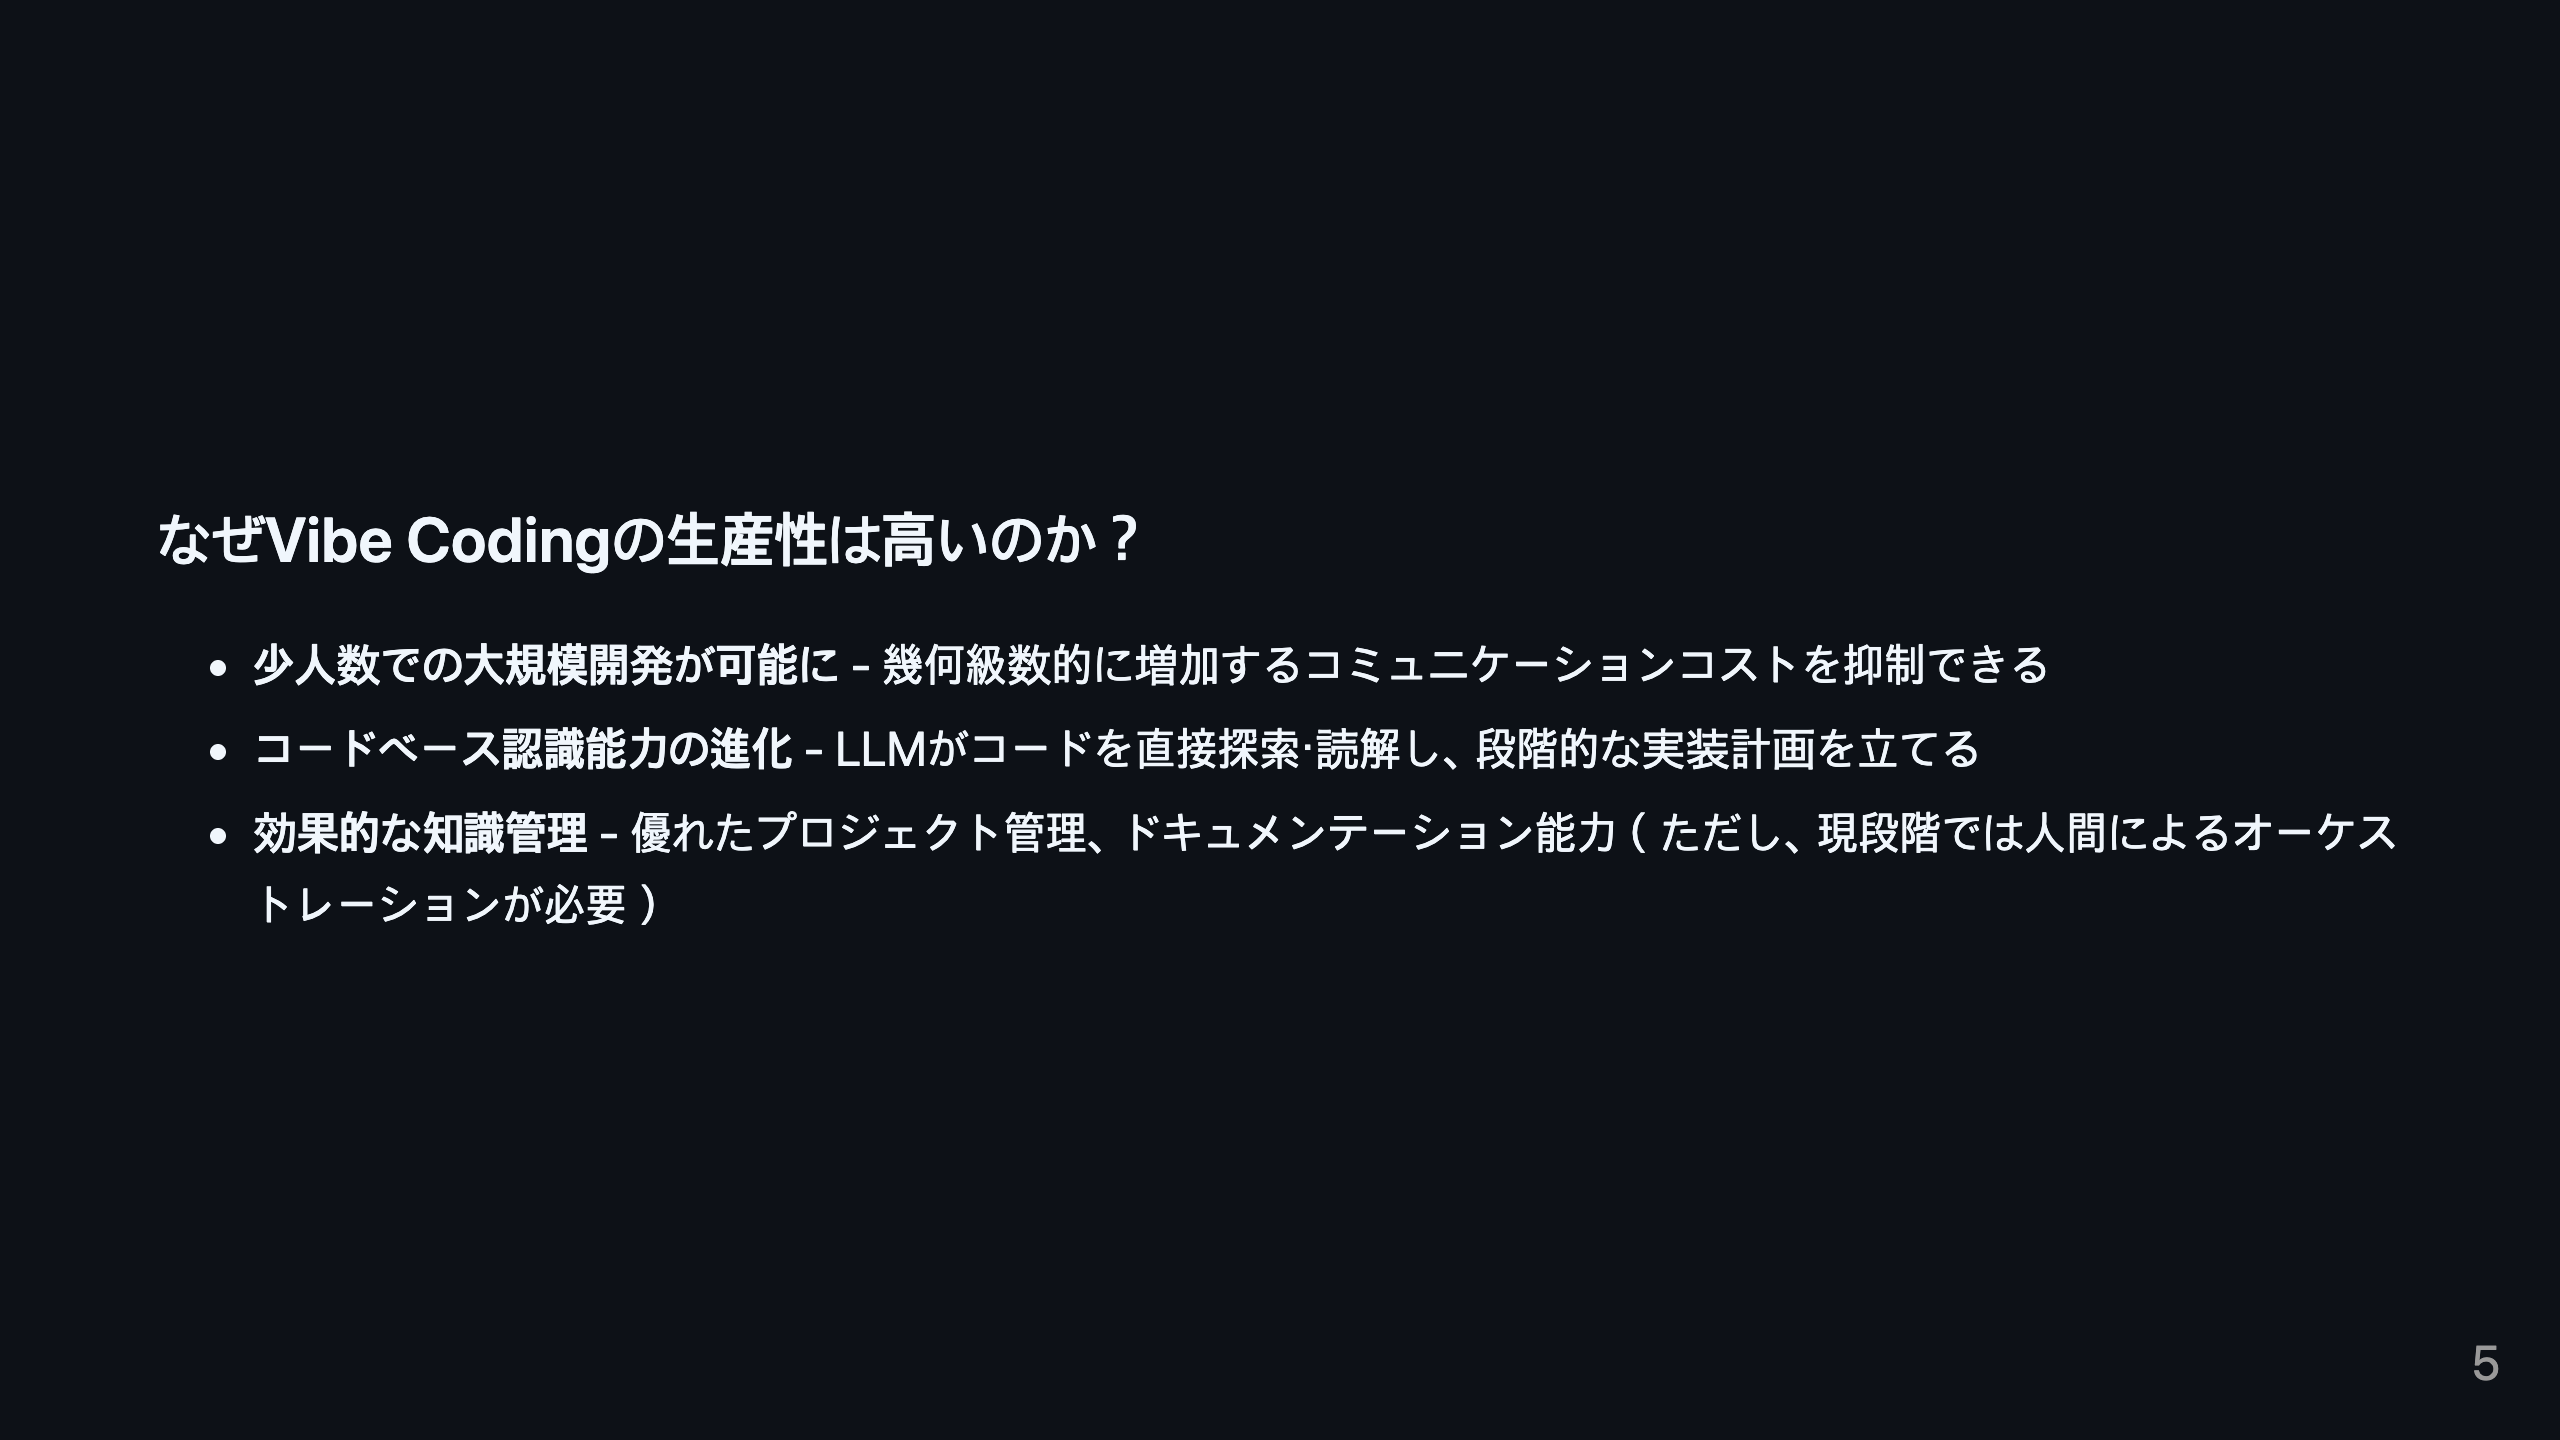 なぜVibe Codingの生産性は高いのか？
• 少人数での大規模開発が可能に - 幾何級数的に増加するコミュニケーションコストを抑制できる
• コードベース認識能力の進化 - LLMがコードを直接探索·読解し、段階的な実装計画を立てる
• 効果的な知識管理 - 優れたプロジェクト管理、ドキュメンテーション能力（ただし、現段階では人間によるオーケス
トレーションが必要）
5